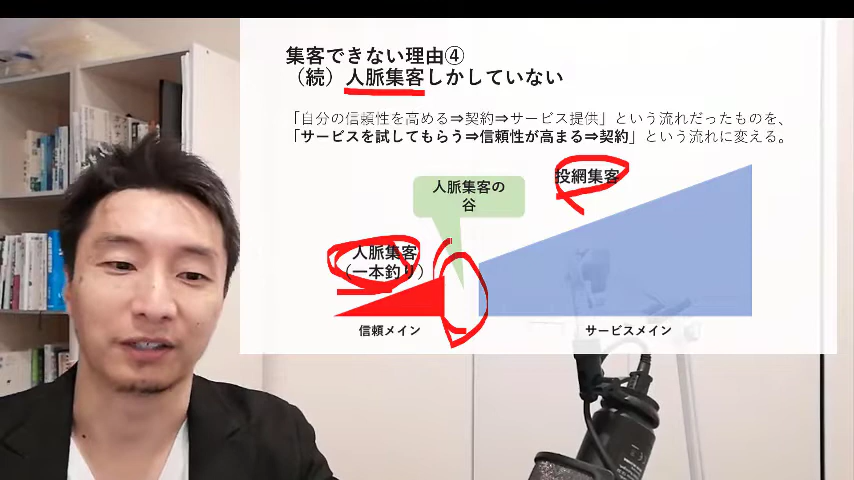 集客できない理由④
（続）人脈集客しかしていない
「自分の信頼性を高める⇒契約⇒サービス提供」という流れだったものを、
「サービスを試してもらう⇒信頼性が高まる⇒契約」という流れに変える。
投網集客
人脈集客の
谷
人脈集客
（一本釣り）
信頼メイン
サービスメイン